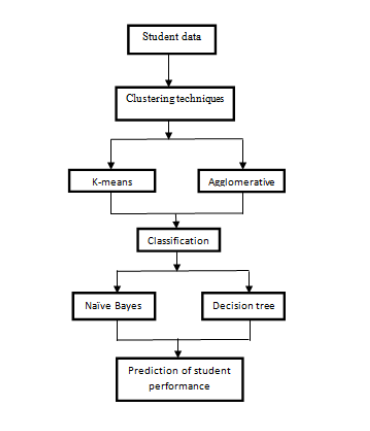 Student data
Clustering techniques
K-means
Agglomerative
Classification
Naïve Bayes
Decision tree
Prediction of student
performance